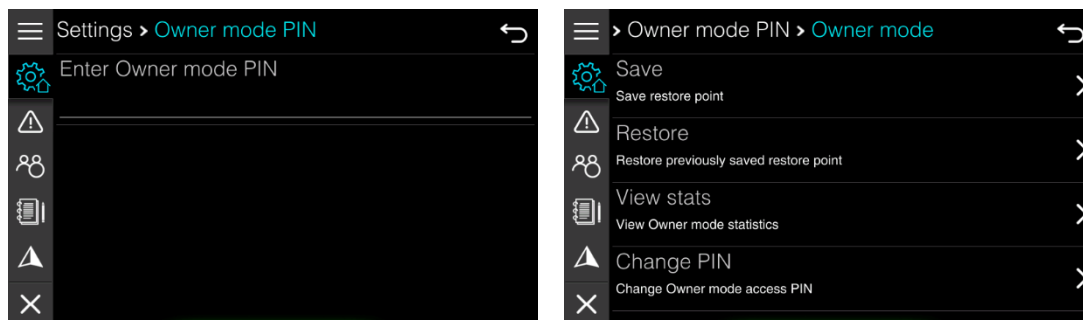 Settings > Owner mode PIN
Enter Owner mode PIN
> Owner mode PIN > Owner mode
Save
Save restore point
Restore
Restore previously saved restore point
View stats
View Owner mode statistics
Change PIN
Change Owner mode access PIN